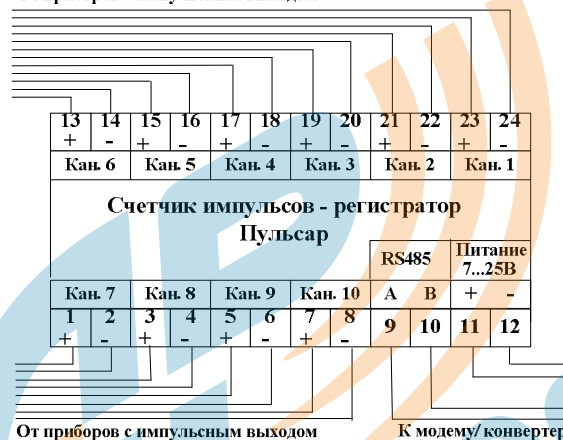 13 14 15 16 17 18 19 20 21 22 23 24
+ - + - + - + - + - + -
Кан. 6 Кан. 5 Кан. 4 Кан. 3 Кан. 2 Кан. 1
Счетчик импульсов - регистратор
Пульсар
RS485 Питание
7...25В
Кан. 7 Кан. 8 Кан. 9 Кан. 10 А В + -
1 2 3 4 5 6 7 8 9 10 11 12
+ - + - + - + -
От приборов с импульсным выходом К модему/конвертер